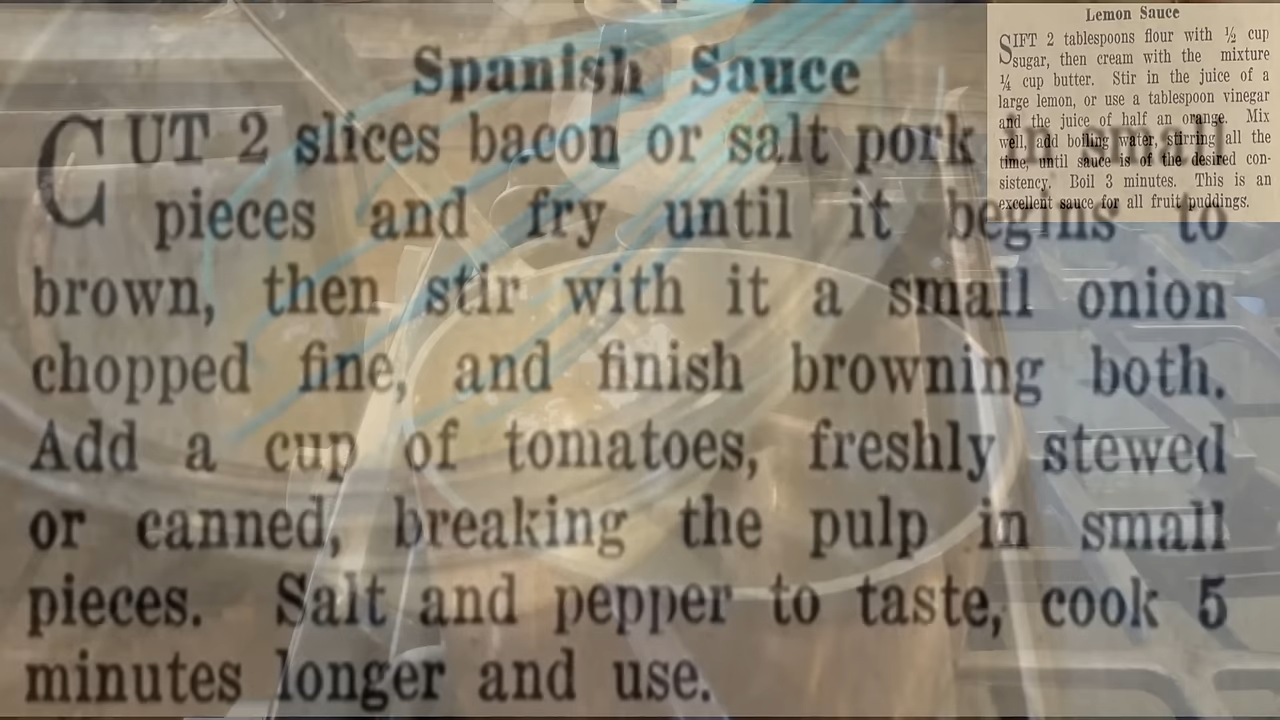 Spanish Sauce
CUT 2 slices bacon or salt pork
pieces and fry until it begins to
brown, then stir with it a small onion
chopped fine, and finish browning both.
Add a cup of tomatoes, freshly stewed
or canned, breaking the pulp in small
pieces. Salt and pepper to taste, cook 5
minutes longer and use.
Lemon Sauce
SIFT 2 tablespoons flour with ½ cup
sugar, then cream with the mixture
¼ cup butter. Stir in the juice of a
large lemon, or use a tablespoon vinegar
and the juice of half an orange. Mix
well, add boiling water, stirring all the
time, until sauce is of the desired con-
sistency. Boil 3 minutes. This is an
excellent sauce for all fruit puddings.